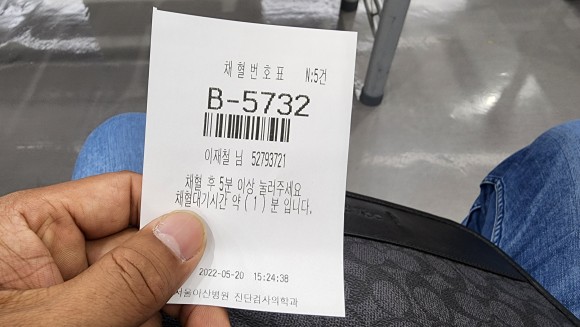 채 혈 번 호 표 N:5건
B-5732
이재철 님 52793721
채혈 후 5분 이상 눌러주세요
채혈대기시간 약 ( 1 ) 분 입니다.
2022-05-20 15:24:38
서울아산병원 진단검사의학과